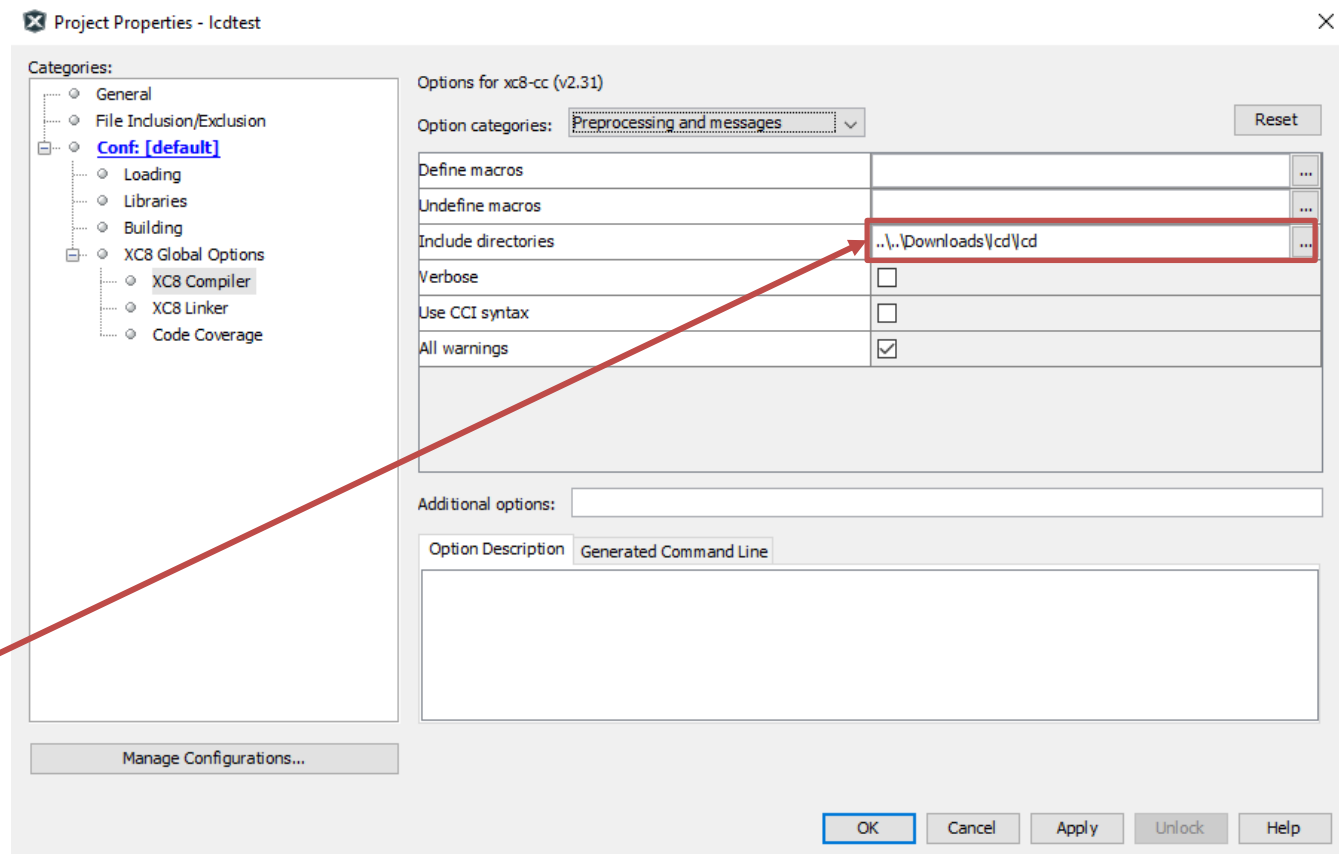 Project Properties - lcdtest
Categories:
General
File Inclusion/Exclusion
Conf: [default]
Loading
Libraries
Building
XC8 Global Options
XC8 Compiler
XC8 Linker
Code Coverage
Manage Configurations...
Options for xc8-cc (v2.31)
Option categories: Preprocessing and messages
Reset
Define macros ...
Undefine macros ...
Include directories ..\..\Downloads\lcd\lcd ...
Verbose
Use CCI syntax
All warnings
Additional options:
Option Description Generated Command Line
OK Cancel Apply Unlock Help